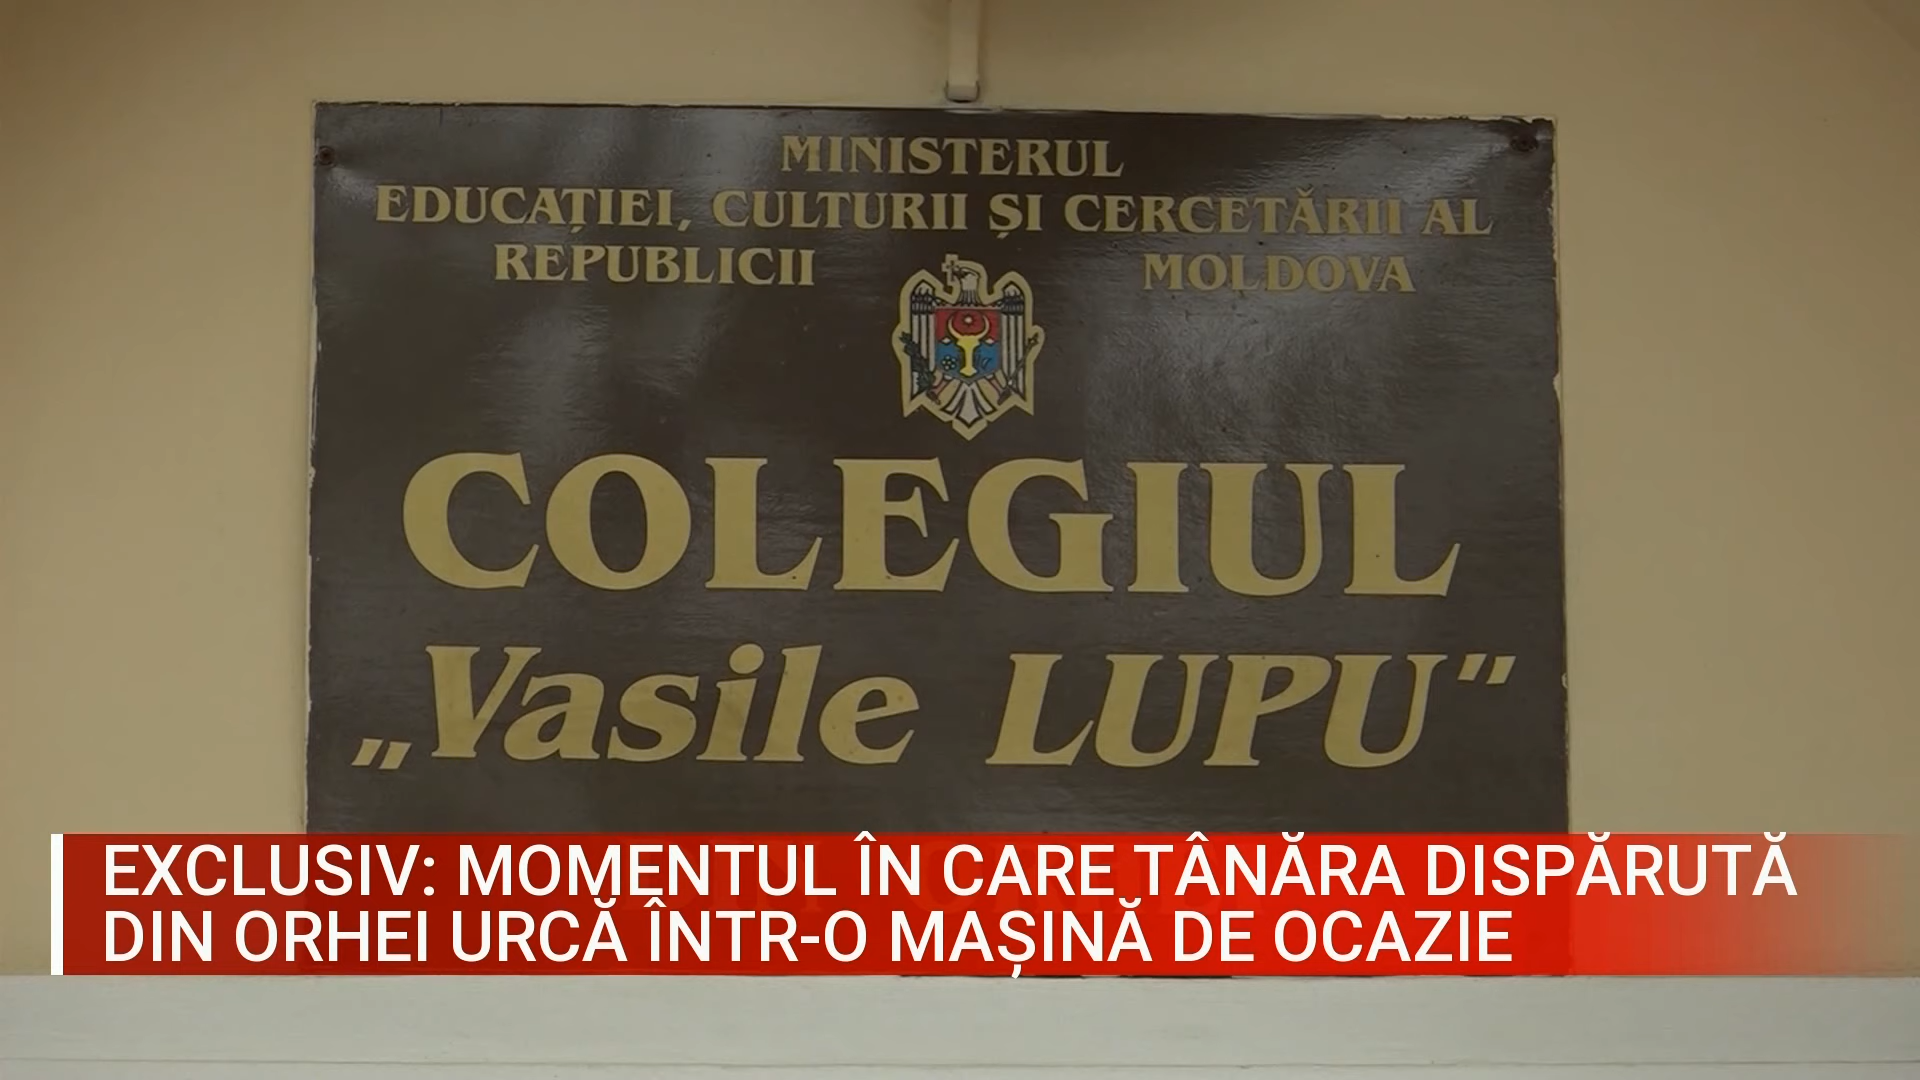 MINISTERUL
EDUCAȚIEI, CULTURII ȘI CERCETĂRII AL
REPUBLICII MOLDOVA
COLEGIUL
„Vasile LUPU”
EXCLUSIV: MOMENTUL ÎN CARE TÂNĂRA DISPĂRUTĂ
DIN ORHEI URCĂ ÎNTR-O MAȘINĂ DE OCAZIE